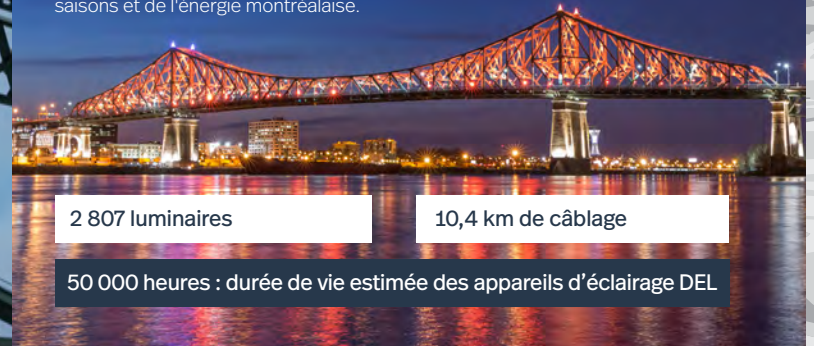 saisons et de l'énergie montréalaise.
2 807 luminaires
10,4 km de câblage
50 000 heures : durée de vie estimée des appareils d’éclairage DEL